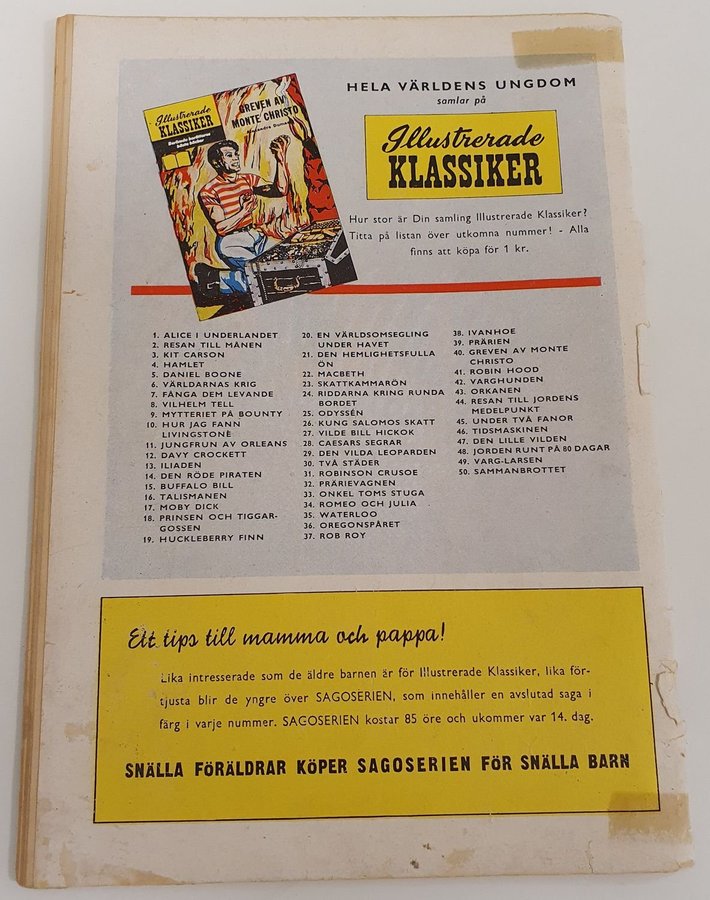 HELA VÄRLDENS UNGDOM
samlar på
Illustrerade
KLASSIKER
Illustrerade
KLASSIKER
GREVEN AV
MONTE CHRISTO
Alexandre Dumas
Hur stor är Din samling Illustrerade Klassiker?
Titta på listan över utkomna nummer! - Alla
finns att köpa för 1 kr.
1. ALICE I UNDERLANDET
2. RESAN TILL MÅNEN
3. KIT CARSON
4. HAMLET
5. DANIEL BOONE
6. VÄRLDARNAS KRIG
7. FÅNGA DEM LEVANDE
8. VILHELM TELL
9. MYTTERIET PÅ BOUNTY
10. HUR JAG FANN
LIVINGSTONE
11. JUNGFRUN AV ORLEANS
12. DAVY CROCKETT
13. ILIADEN
14. DEN RÖDE PIRATEN
15. BUFFALO BILL
16. TALISMANEN
17. MOBY DICK
18. PRINSEN OCH TIGGAR-
GOSSEN
19. HUCKLEBERRY FINN
20. EN VÄRLDSOMSEGLING
UNDER HAVET
21. DEN HEMLIGHETSFULLA
ÖN
22. MACBETH
23. SKATTKAMMARÖN
24. RIDDARNA KRING RUNDA
BORDET
25. ODYSSÉN
26. KUNG SALOMOS SKATT
27. VILDE BILL HICKOK
28. CAESARS SEGRAR
29. DEN VILDA LEOPARDEN
30. TVÅ STÄDER
31. ROBINSON CRUSOE
32. PRÄRIEVAGNEN
33. ONKEL TOMS STUGA
34. ROMEO OCH JULIA
35. WATERLOO
36. OREGONSPÅRET
37. ROB ROY
38. IVANHOE
39. PRÄRIEN
40. GREVEN AV MONTE
CHRISTO
41. ROBIN HOOD
42. VARGHUNDEN
43. ORKANEN
44. RESAN TILL JORDENS
MEDELPUNKT
45. UNDER TVÅ FANOR
46. TIDSMASKINEN
47. DEN LILLE VILDEN
48. JORDEN RUNT PÅ 80 DAGAR
49. VARG-LARSEN
50. SAMMANBROTTET
Ett tips till mamma och pappa!
Lika intresserade som de äldre barnen är för Illustrerade Klassiker, lika för-
tjusta blir de yngre över SAGOSERIEN, som innehåller en avslutad saga i
färg i varje nummer. SAGOSERIEN kostar 85 öre och ukommer var 14. dag.
SNÄLLA FÖRÄLDRAR KÖPER SAGOSERIEN FÖR SNÄLLA BARN